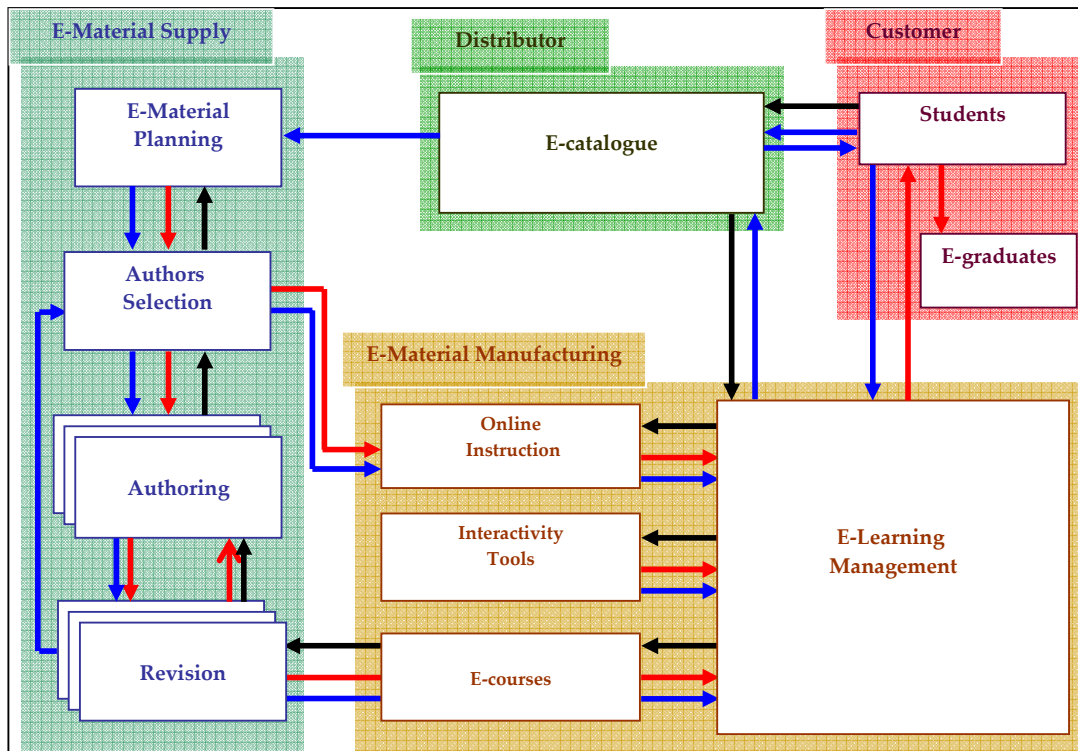 E-Material Supply
Distributor
Customer
E-Material
Planning
E-catalogue
Students
E-graduates
Authors
Selection
E-Material Manufacturing
Online
Instruction
Authoring
Interactivity
Tools
E-Learning
Management
Revision
E-courses